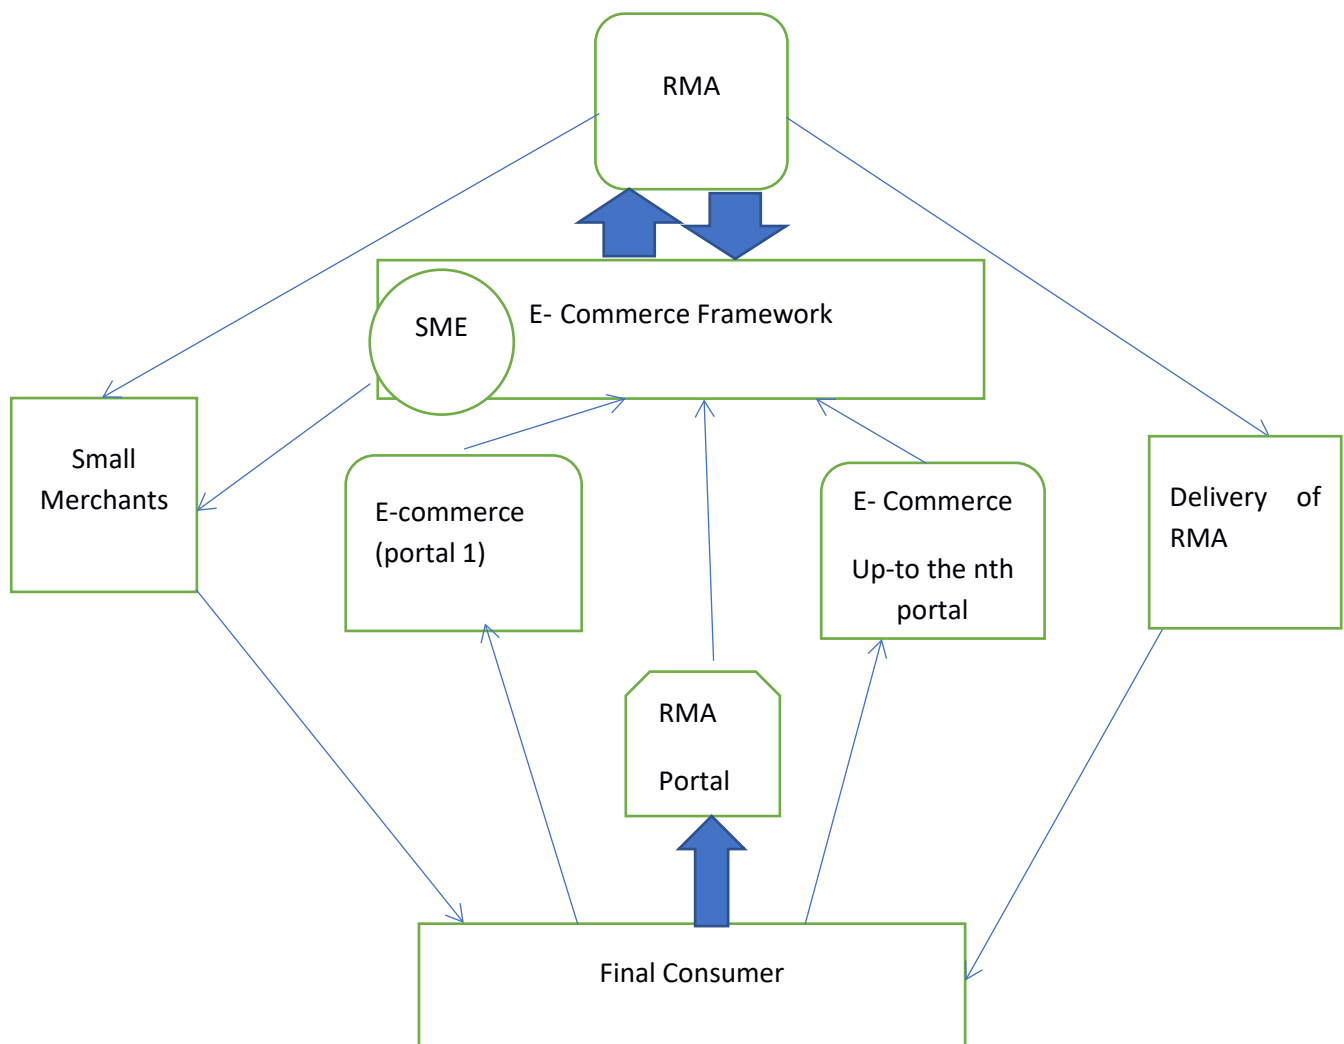 RMA
SME
E- Commerce Framework
Small
Merchants
E-commerce
(portal 1)
E- Commerce
Up-to the nth
portal
Delivery of
RMA
RMA
Portal
Final Consumer